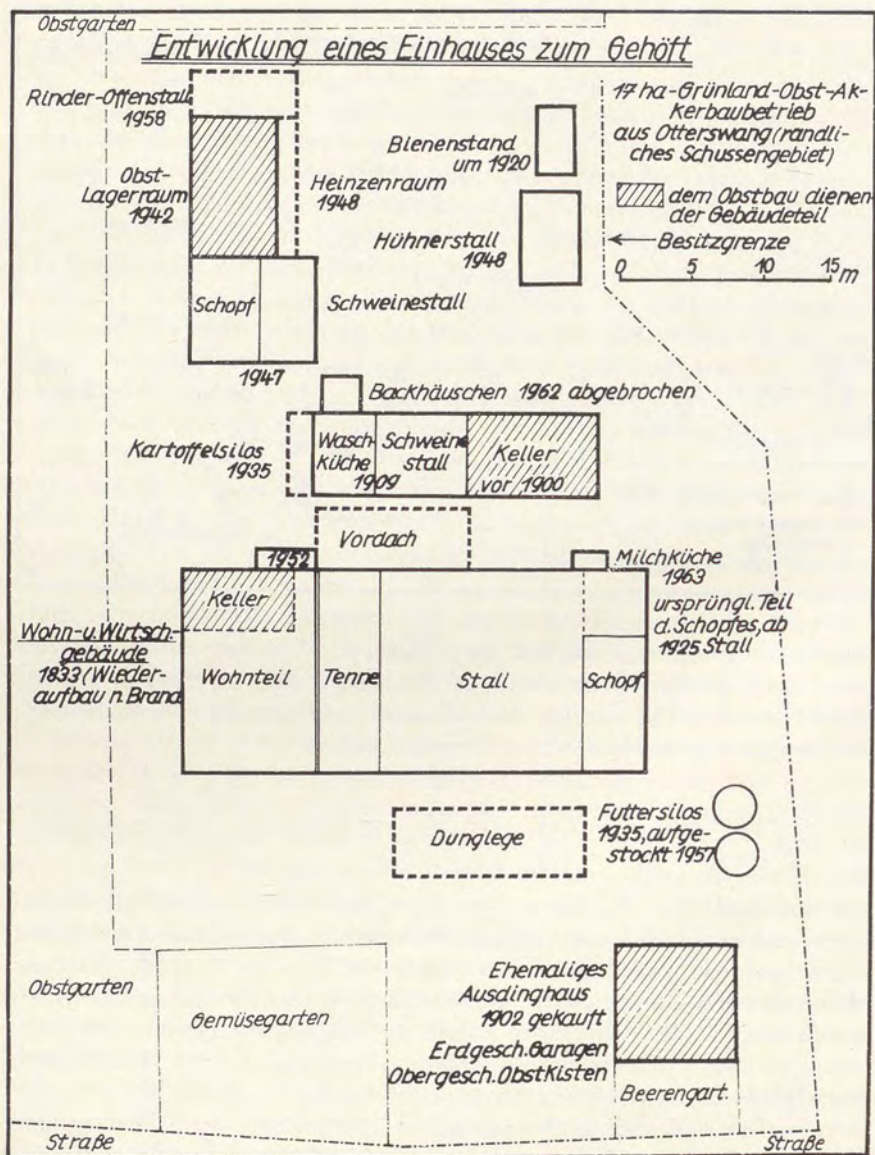 Obstgarten
Entwicklung eines Einhauses zum Gehöft
Rinder-Offenstall
1958
Obst-
Lagerraum
1942
Heinzenraum
1948
Bienenstand
um 1920
Hühnerstall
1948
17 ha-Grünland-Obst-Ak-
kerbaubetrieb
aus Otterswang (randli-
ches Schussengebiet)
dem Obstbau dienen-
der Gebäudeteil
Besitzgrenze
0 5 10 15 m
Schopf
Schweinestall
1947
Backhäuschen 1962 abgebrochen
Kartoffelsilos
1935
Wasch-
küche
Schweine
stall
1909
Keller
vor 1900
Vordach
1952
Milchküche
1963
ursprüngl. Teil
d. Schopfes, ab
1925 Stall
Keller
Wohn-u. Wirtsch.-
gebäude
1833 (Wieder-
aufbau n. Brand
Wohnteil
Tenne
Stall
Schopf
Dunglege
Futtersilos
1935, aufge-
stockt 1957
Obstgarten
Gemüsegarten
Ehemaliges
Ausdinghaus
1902 gekauft
Erdgesch. Garagen
Obergesch. Obstkisten
Beerengart.
Straße
Straße